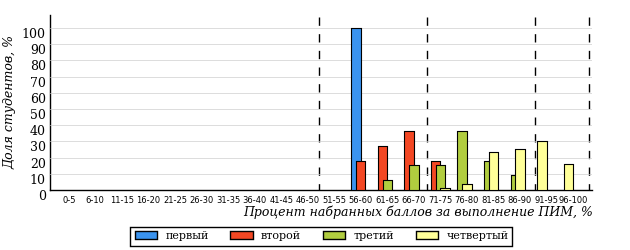 Доля студентов, %
100
90
80
70
60
50
40
30
20
10
0
0-5 6-10 11-15 16-20 21-25 26-30 31-35 36-40 41-45 46-50 51-55 56-60 61-65 66-70 71-75 76-80 81-85 86-90 91-95 96-100
Процент набранных баллов за выполнение ПИМ, %
первый второй третий четвертый